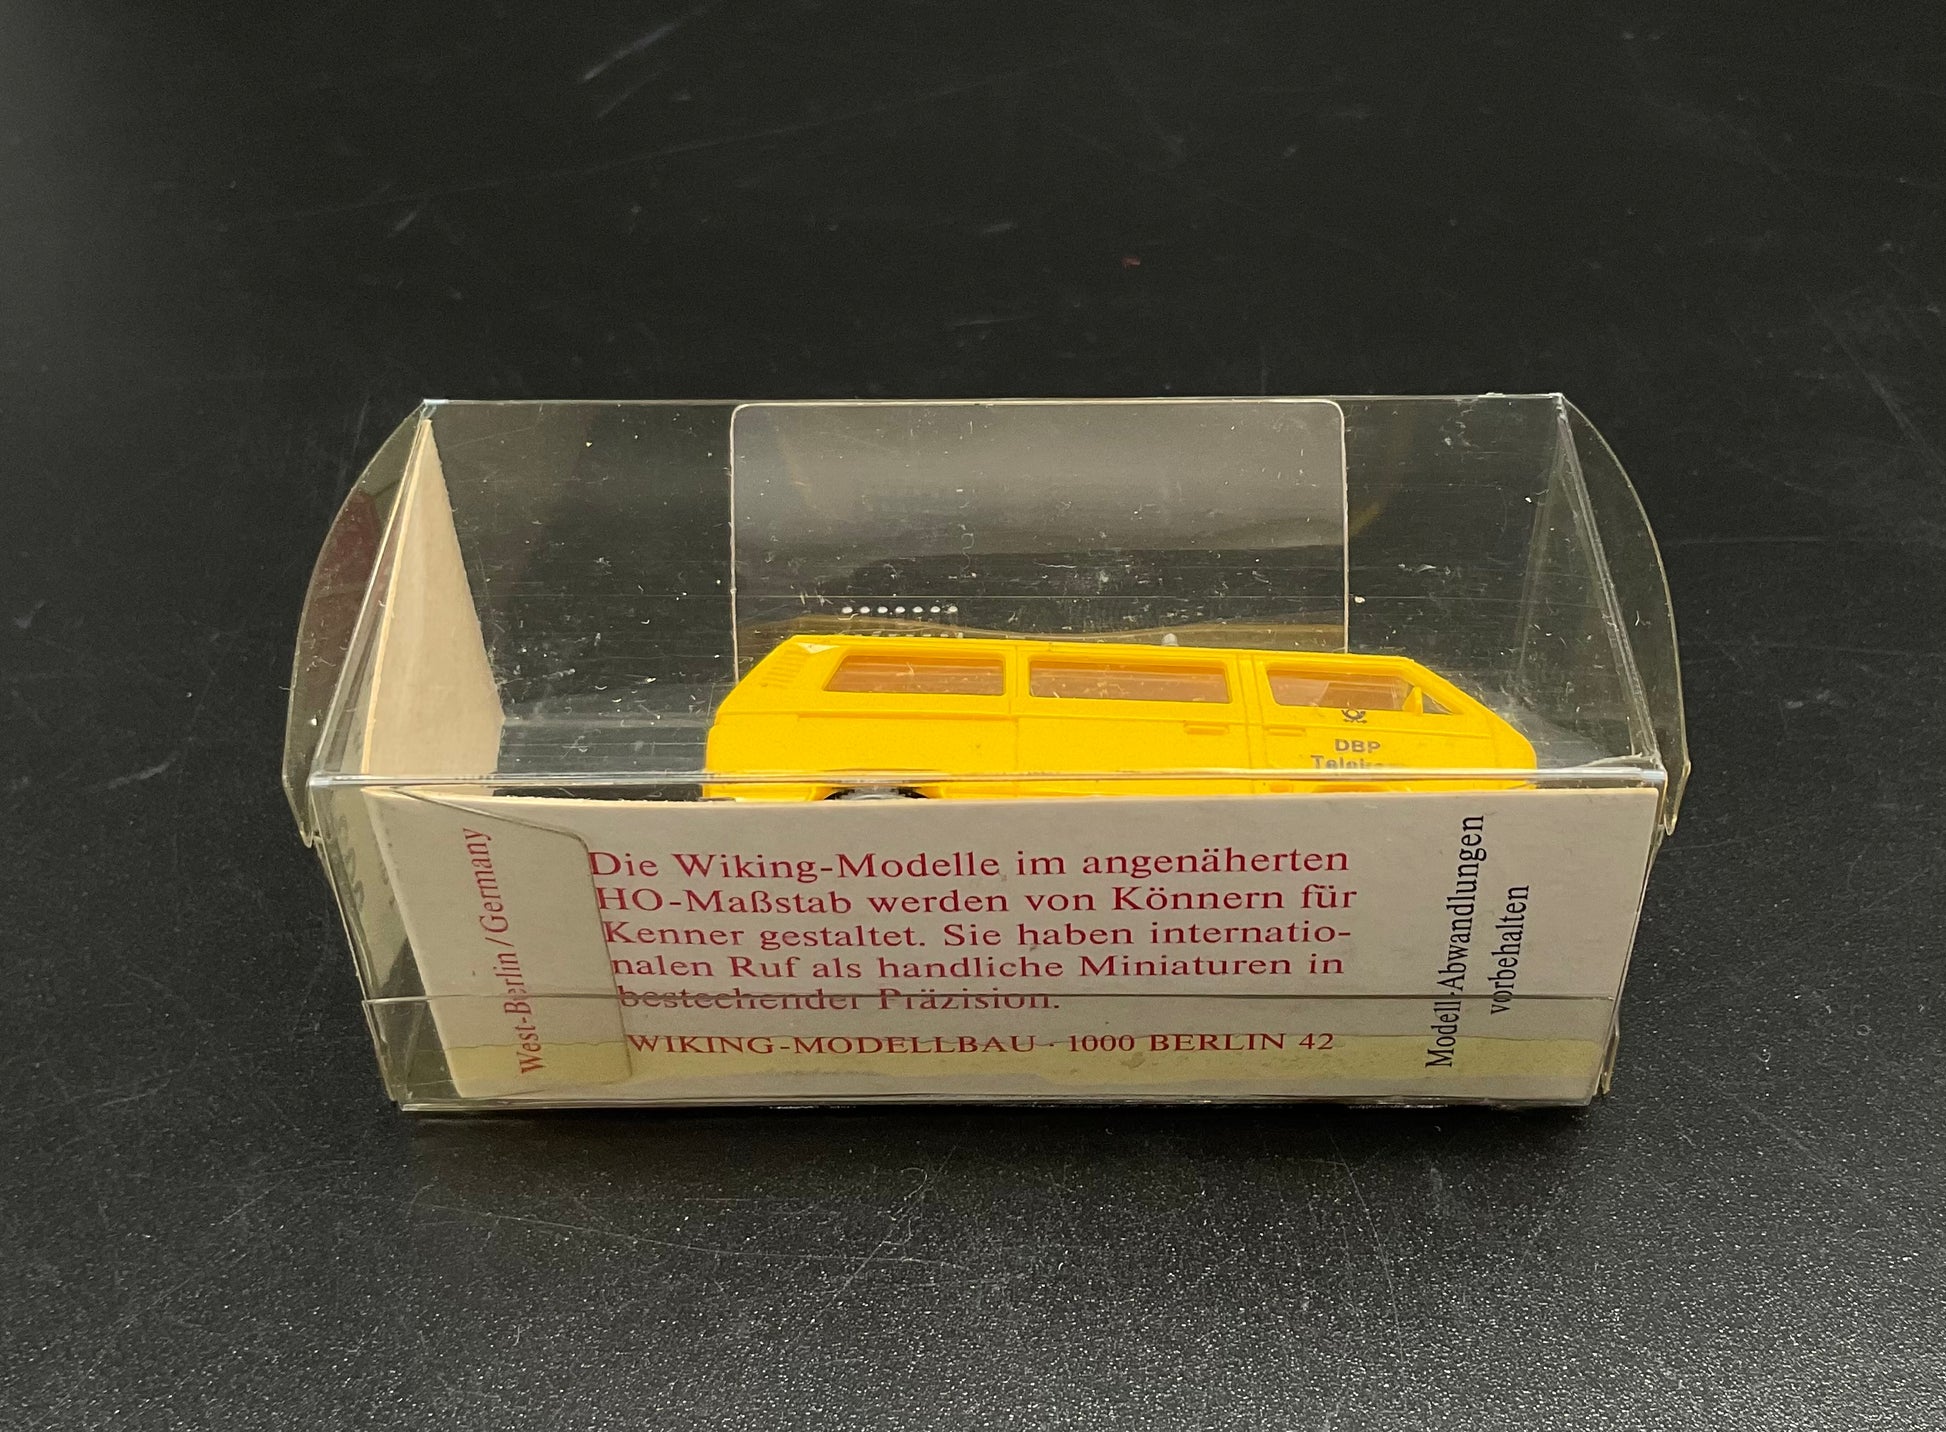 DBP
Telekom
West-Berlin / Germany
Die Wiking-Modelle im angenäherten
HO-Maßstab werden von Könnern für
Kenner gestaltet. Sie haben internatio-
nalen Ruf als handliche Miniaturen in
bestechender Präzision.
WIKING-MODELLBAU · 1000 BERLIN 42
Modell-Abwandlungen
vorbehalten